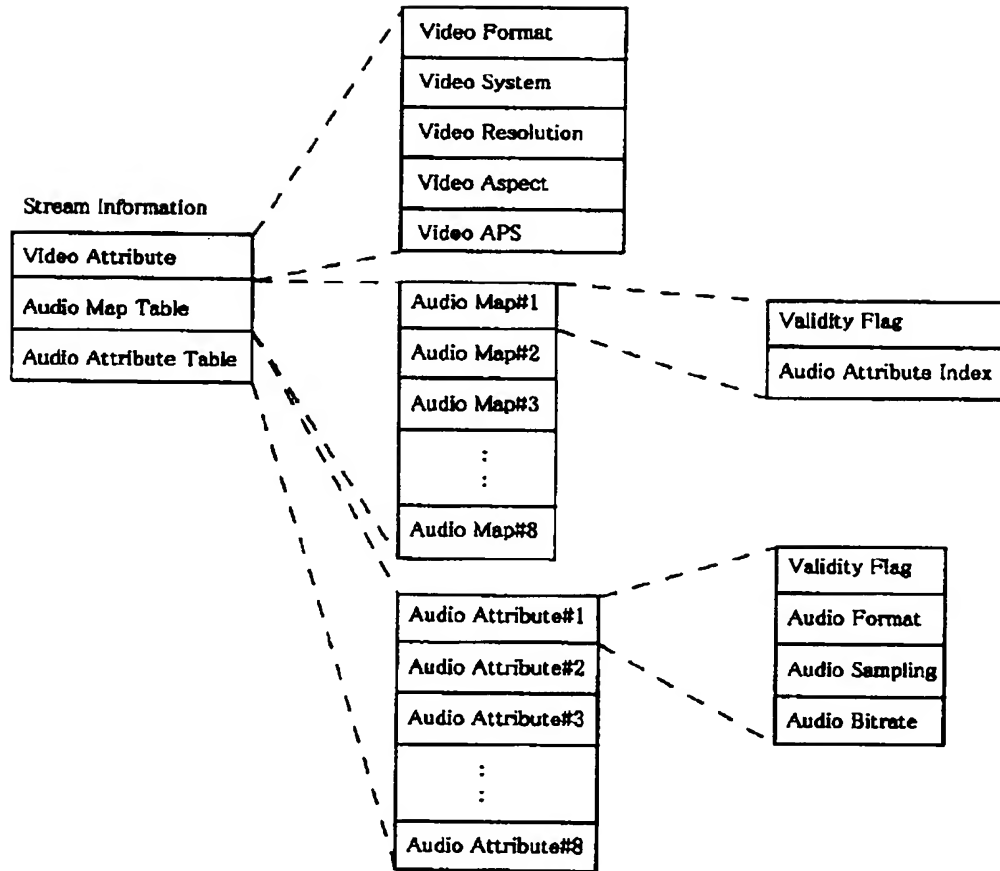 Video Format
Video System
Video Resolution
Video Aspect
Video APS
Stream Information
Video Attribute
Audio Map Table
Audio Attribute Table
Audio Map#1
Audio Map#2
Audio Map#3
Audio Map#8
Validity Flag
Audio Attribute Index
Audio Attribute#1
Audio Attribute#2
Audio Attribute#3
Audio Attribute#8
Validity Flag
Audio Format
Audio Sampling
Audio Bitrate